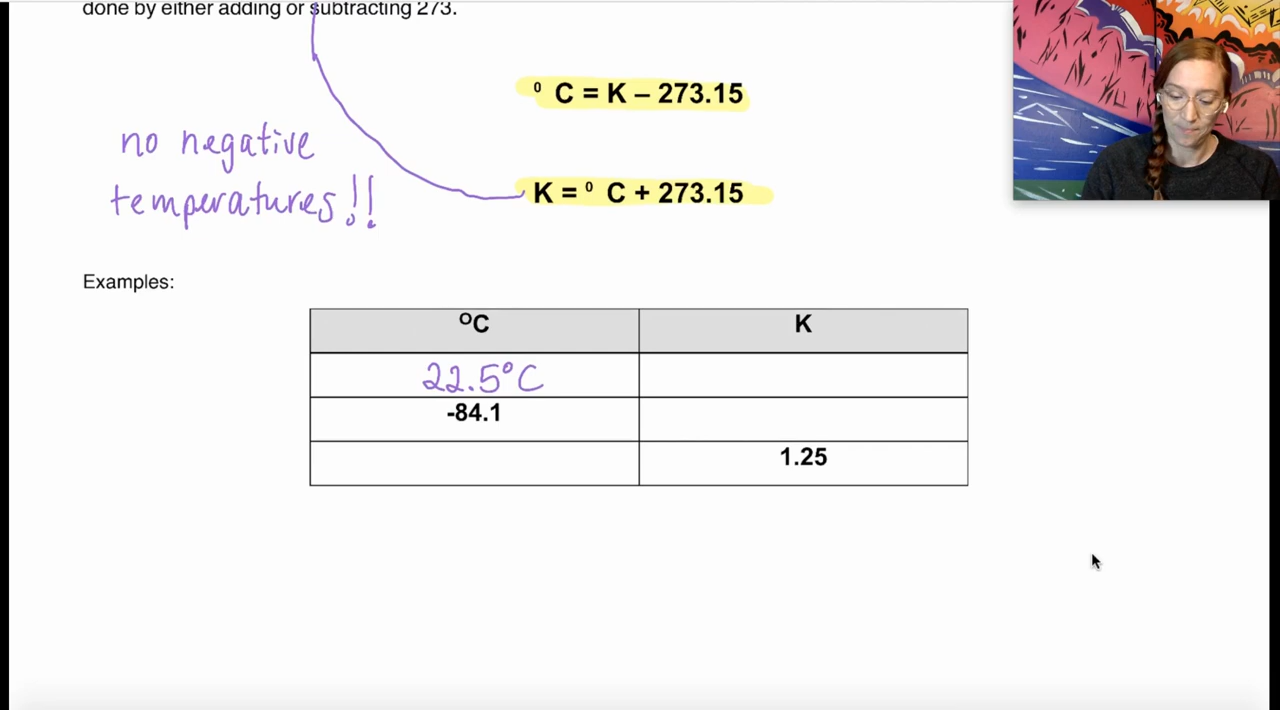 done by either adding or subtracting 273.
⁰ C = K – 273.15
no negative
temperatures!!
K = ⁰ C + 273.15
Examples:
ᴼC K
22.5°C
-84.1
1.25